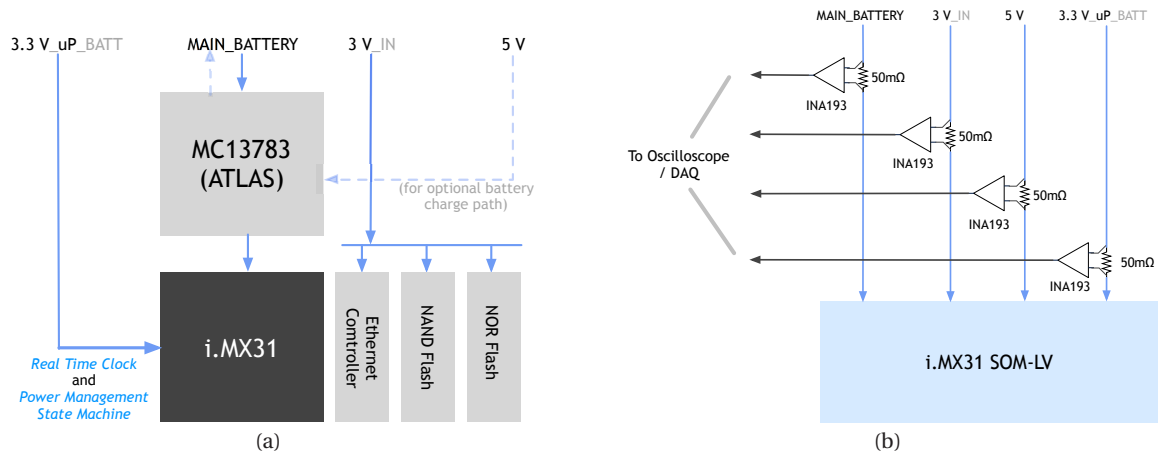 3.3 V_uP_BATT
MAIN_BATTERY
3 V_IN
5 V
MC13783
(ATLAS)
(for optional battery
charge path)
i.MX31
Ethernet
Comtroller
NAND Flash
NOR Flash
Real Time Clock
and
Power Management
State Machine
(a)
MAIN_BATTERY
3 V_IN
5 V
3.3 V_uP_BATT
50mΩ
INA193
50mΩ
INA193
To Oscilloscope
/ DAQ
50mΩ
INA193
50mΩ
INA193
i.MX31 SOM-LV
(b)